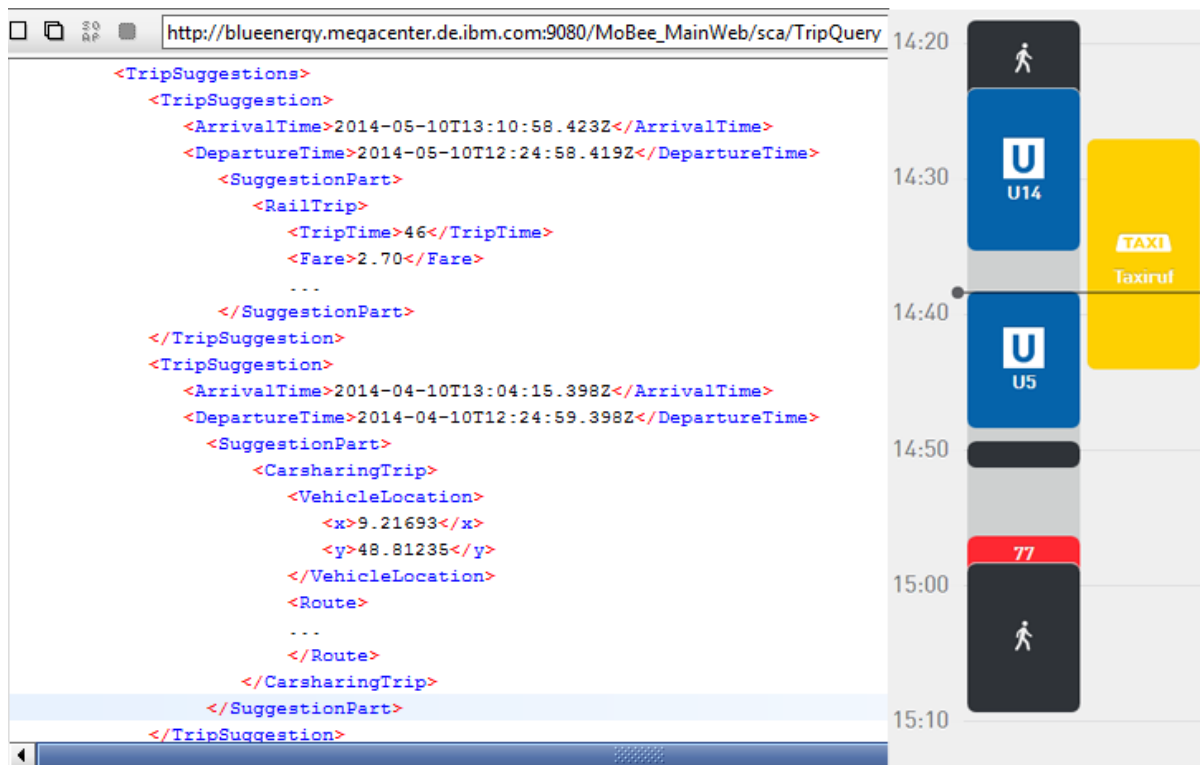 SO
AP
http://blueenergy.megacenter.de.ibm.com:9080/MoBee_MainWeb/sca/TripQuery
<TripSuggestions>
<TripSuggestion>
<ArrivalTime>2014-05-10T13:10:58.423Z</ArrivalTime>
<DepartureTime>2014-05-10T12:24:58.419Z</DepartureTime>
<SuggestionPart>
<RailTrip>
<TripTime>46</TripTime>
<Fare>2.70</Fare>
...
</SuggestionPart>
</TripSuggestion>
<TripSuggestion>
<ArrivalTime>2014-04-10T13:04:15.398Z</ArrivalTime>
<DepartureTime>2014-04-10T12:24:59.398Z</DepartureTime>
<SuggestionPart>
<CarsharingTrip>
<VehicleLocation>
<x>9.21693</x>
<y>48.81235</y>
</VehicleLocation>
<Route>
...
</Route>
</CarsharingTrip>
</SuggestionPart>
</TripSuggestion>
14:20
14:30
U
U14
TAXI
Taxiruf
14:40
U
U5
14:50
77
15:00
15:10